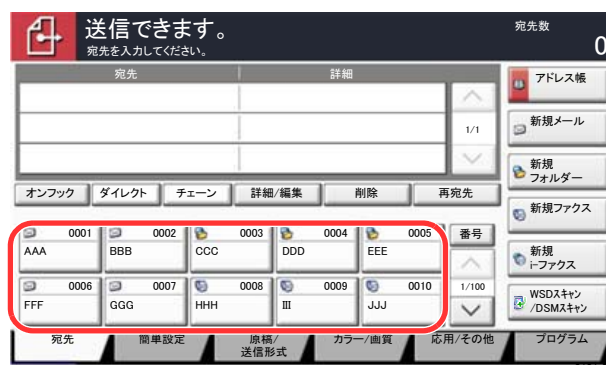 送信できます。
宛先を入力してください。
宛先数
0
宛先 詳細
1/1
アドレス帳
新規メール
新規
フォルダー
新規ファクス
新規
i-ファクス
WSDスキャン
/DSMスキャン
オンフック ダイレクト チェーン 詳細/編集 削除 再宛先
0001 0002 0003 0004 0005 番号
AAA BBB CCC DDD EEE
0006 0007 0008 0009 0010 1/100
FFF GGG HHH III JJJ
宛先 簡単設定 原稿/
送信形式 カラー/画質 応用/その他 プログラム